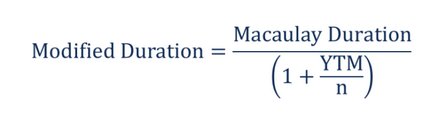 Modified Duration = Macaulay Duration / (1 + YTM / n)